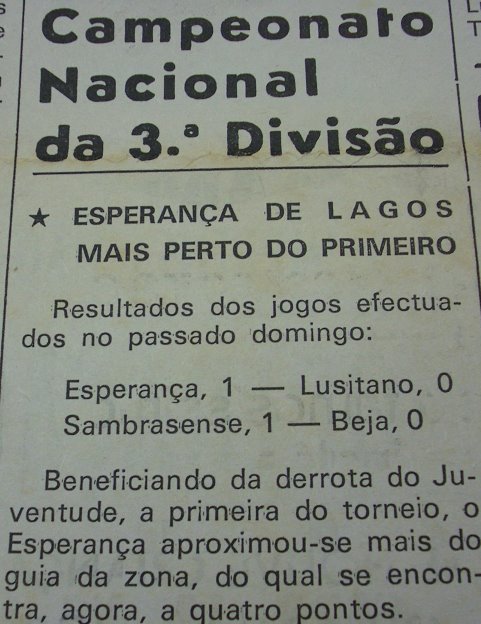 Campeonato
Nacional
da 3.ª Divisão
★ ESPERANÇA DE LAGOS
MAIS PERTO DO PRIMEIRO
Resultados dos jogos efectua-
dos no passado domingo:
Esperança, 1 — Lusitano, 0
Sambrasense, 1 — Beja, 0
Beneficiando da derrota do Ju-
ventude, a primeira do torneio, o
Esperança aproximou-se mais do
guia da zona, do qual se encon-
tra, agora, a quatro pontos.